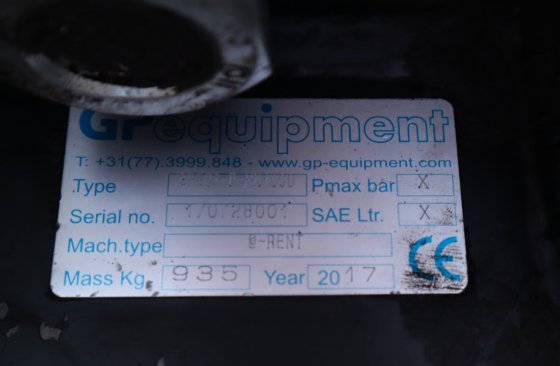 GPequipment
T: +31(77).3999.848 - www.gp-equipment.com
Type Pmax bar X
Serial no. SAE Ltr. X
Mach.type @-RENT
Mass Kg. 935 Year 2017 CE